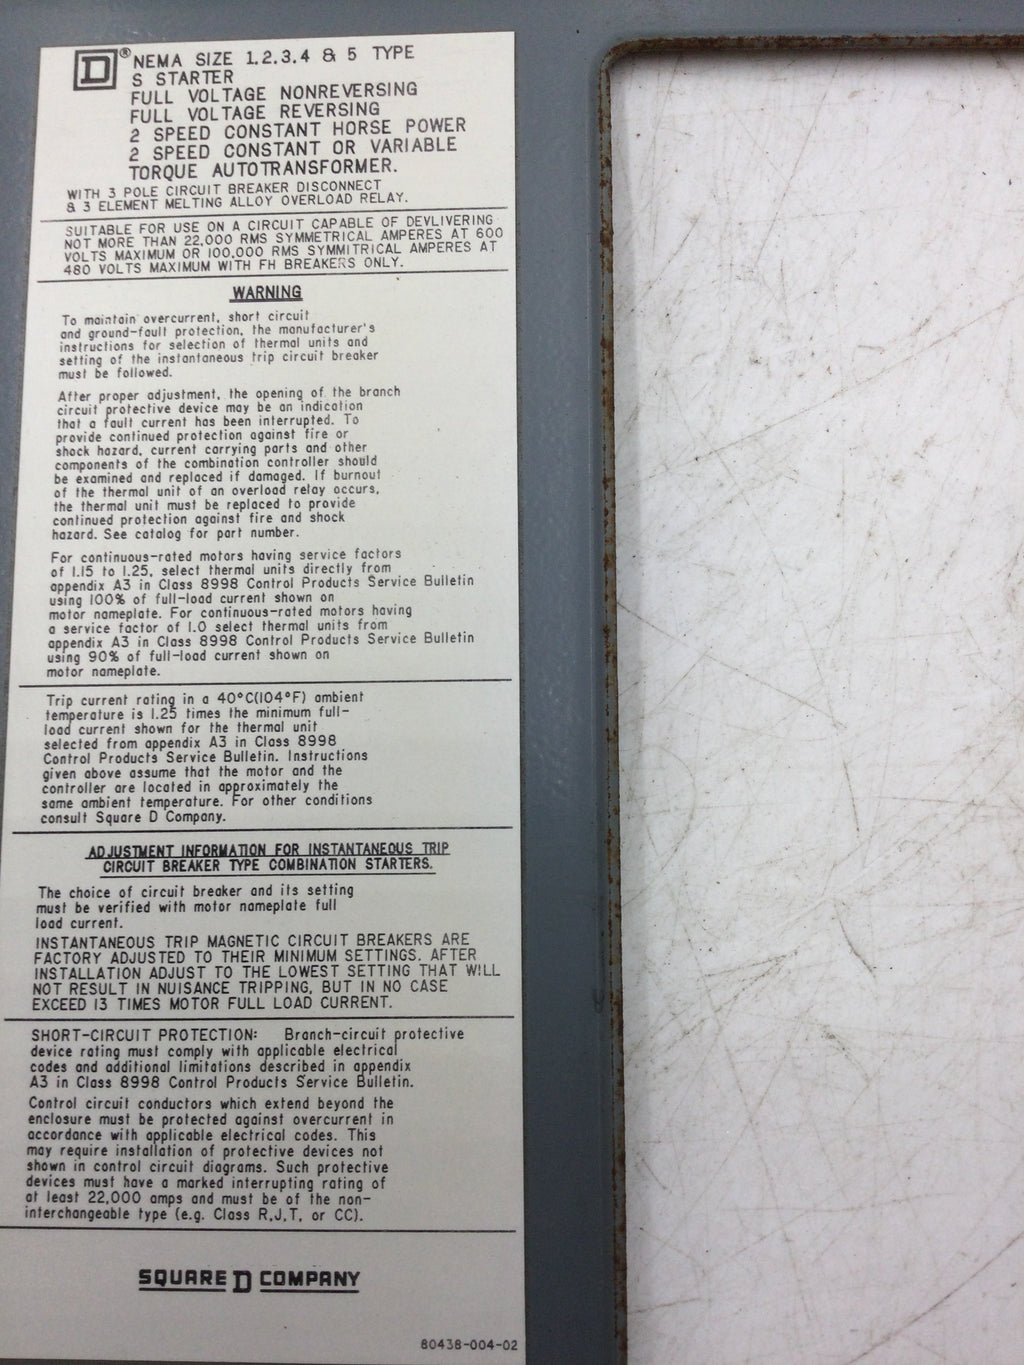 D® NEMA SIZE 1,2,3,4 & 5 TYPE
S STARTER
FULL VOLTAGE NONREVERSING
FULL VOLTAGE REVERSING
2 SPEED CONSTANT HORSE POWER
2 SPEED CONSTANT OR VARIABLE
TORQUE AUTOTRANSFORMER.
WITH 3 POLE CIRCUIT BREAKER DISCONNECT
& 3 ELEMENT MELTING ALLOY OVERLOAD RELAY.
SUITABLE FOR USE ON A CIRCUIT CAPABLE OF DEVLIVERING
NOT MORE THAN 22,000 RMS SYMMETRICAL AMPERES AT 600
VOLTS MAXIMUM OR 100,000 RMS SYMMITRICAL AMPERES AT
480 VOLTS MAXIMUM WITH FH BREAKERS ONLY.
WARNING
To maintain overcurrent, short circuit
and ground-fault protection, the manufacturer's
instructions for selection of thermal units and
setting of the instantaneous trip circuit breaker
must be followed.
After proper adjustment, the opening of the branch
circuit protective device may be an indication
that a fault current has been interrupted. To
provide continued protection against fire or
shock hazard, current carrying parts and other
components of the combination controller should
be examined and replaced if damaged. If burnout
of the thermal unit of an overload relay occurs,
the thermal unit must be replaced to provide
continued protection against fire and shock
hazard. See catalog for part number.
For continuous-rated motors having service factors
of 1.15 to 1.25, select thermal units directly from
appendix A3 in Class 8998 Control Products Service Bulletin
using 100% of full-load current shown on
motor nameplate. For continuous-rated motors having
a service factor of 1.0 select thermal units from
appendix A3 in Class 8998 Control Products Service Bulletin
using 90% of full-load current shown on
motor nameplate.
Trip current rating in a 40°C(104°F) ambient
temperature is 1.25 times the minimum full-
load current shown for the thermal unit
selected from appendix A3 in Class 8998
Control Products Service Bulletin. Instructions
given above assume that the motor and the
controller are located in approximately the
same ambient temperature. For other conditions
consult Square D Company.
ADJUSTMENT INFORMATION FOR INSTANTANEOUS TRIP
CIRCUIT BREAKER TYPE COMBINATION STARTERS.
The choice of circuit breaker and its setting
must be verified with motor nameplate full
load current.
INSTANTANEOUS TRIP MAGNETIC CIRCUIT BREAKERS ARE
FACTORY ADJUSTED TO THEIR MINIMUM SETTINGS. AFTER
INSTALLATION ADJUST TO THE LOWEST SETTING THAT WILL
NOT RESULT IN NUISANCE TRIPPING, BUT IN NO CASE
EXCEED 13 TIMES MOTOR FULL LOAD CURRENT.
SHORT-CIRCUIT PROTECTION: Branch-circuit protective
device rating must comply with applicable electrical
codes and additional limitations described in appendix
A3 in Class 8998 Control Products Service Bulletin.
Control circuit conductors which extend beyond the
enclosure must be protected against overcurrent in
accordance with applicable electrical codes. This
may require installation of protective devices not
shown in control circuit diagrams. Such protective
devices must have a marked interrupting rating of
at least 22,000 amps and must be of the non-
interchangeable type (e.g. Class R,J,T, or CC).
SQUARE D COMPANY
80438-004-02